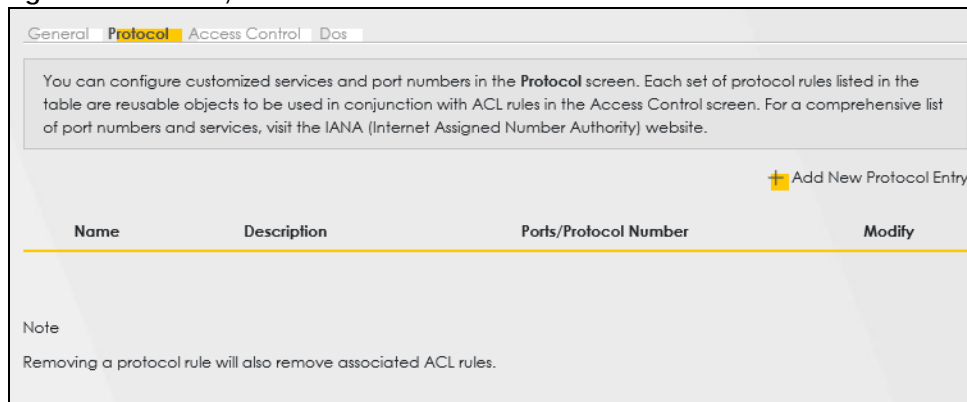 General Protocol Access Control Dos
You can configure customized services and port numbers in the Protocol screen. Each set of protocol rules listed in the
table are reusable objects to be used in conjunction with ACL rules in the Access Control screen. For a comprehensive list
of port numbers and services, visit the IANA (Internet Assigned Number Authority) website.
+ Add New Protocol Entry
Name Description Ports/Protocol Number Modify
Note
Removing a protocol rule will also remove associated ACL rules.